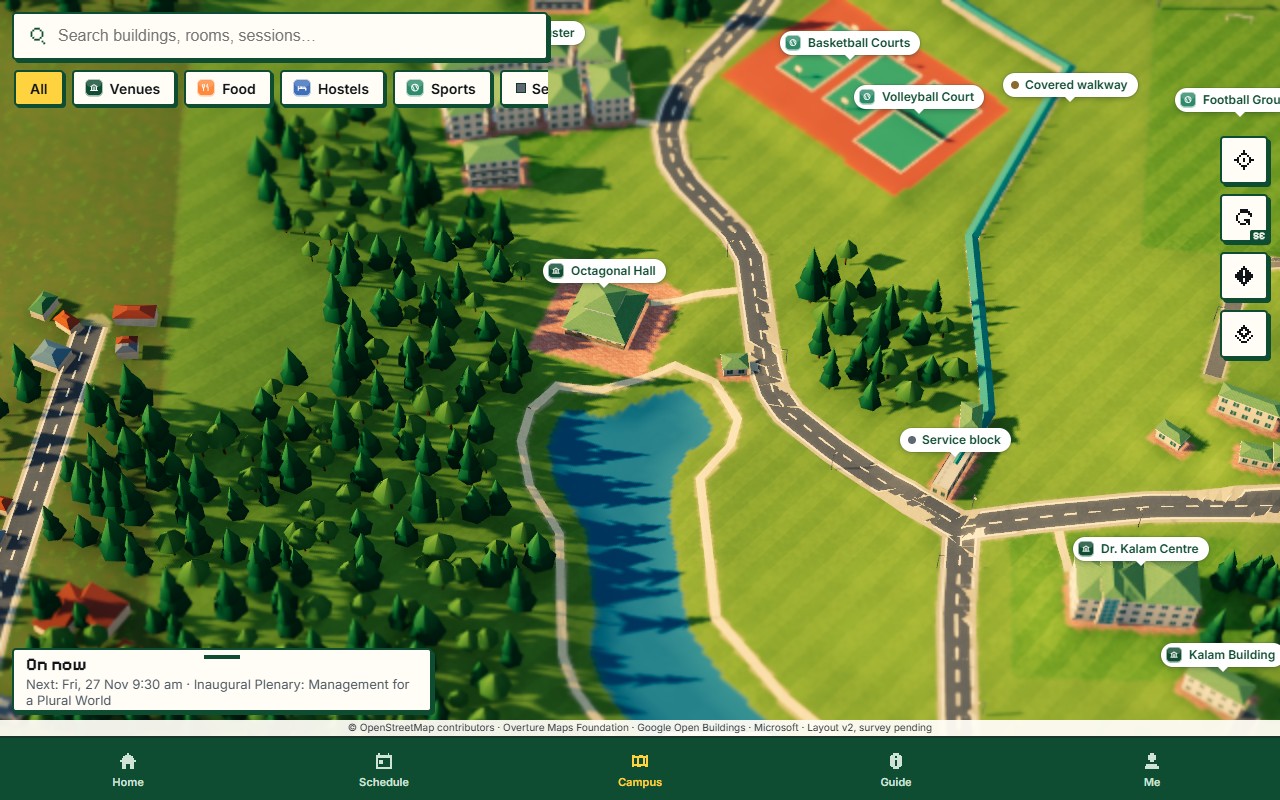 Search buildings, rooms, sessions…
ster
All
Venues
Food
Hostels
Sports
Se
Basketball Courts
Volleyball Court
Covered walkway
Football Grou
SE
Octagonal Hall
Service block
Dr. Kalam Centre
Kalam Building
On now
Next: Fri, 27 Nov 9:30 am · Inaugural Plenary: Management for
a Plural World
© OpenStreetMap contributors · Overture Maps Foundation · Google Open Buildings · Microsoft · Layout v2, survey pending
Home
Schedule
Campus
Guide
Me